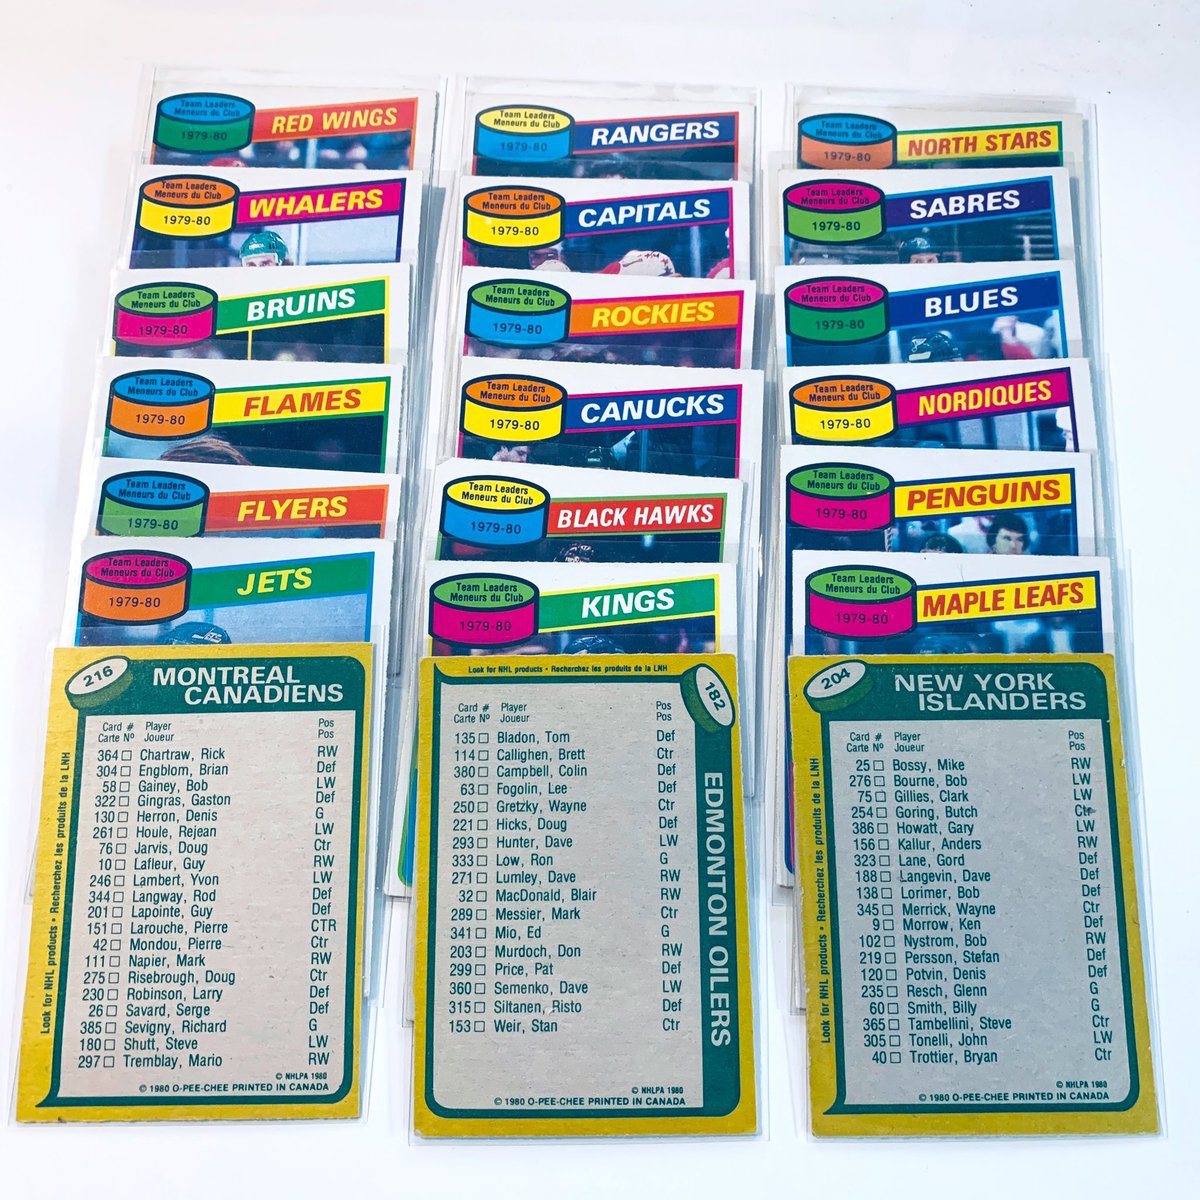 Team Leaders
Meneurs du Club
1979-80
RED WINGS
Team Leaders
Meneurs du Club
1979-80
WHALERS
Team Leaders
Meneurs du Club
1979-80
BRUINS
Team Leaders
Meneurs du Club
1979-80
FLAMES
Team Leaders
Meneurs du Club
1979-80
FLYERS
Team Leaders
Meneurs du Club
1979-80
JETS
216
MONTREAL
CANADIENS
Card # Player Pos
Carte Nº Joueur Pos
364 Chartraw, Rick RW
304 Engblom, Brian Def
58 Gainey, Bob LW
322 Gingras, Gaston Def
130 Herron, Denis G
261 Houle, Rejean LW
76 Jarvis, Doug Ctr
10 Lafleur, Guy RW
246 Lambert, Yvon LW
344 Langway, Rod Def
201 Lapointe, Guy Def
151 Larouche, Pierre CTR
42 Mondou, Pierre Ctr
111 Napier, Mark RW
275 Risebrough, Doug Ctr
230 Robinson, Larry Def
26 Savard, Serge Def
385 Sevigny, Richard G
180 Shutt, Steve LW
297 Tremblay, Mario RW
© NHLPA 1980
© 1980 O-PEE-CHEE PRINTED IN CANADA
Look for NHL products • Recherchez les produits de la LNH
Team Leaders
Meneurs du Club
1979-80
RANGERS
Team Leaders
Meneurs du Club
1979-80
CAPITALS
Team Leaders
Meneurs du Club
1979-80
ROCKIES
Team Leaders
Meneurs du Club
1979-80
CANUCKS
Team Leaders
Meneurs du Club
1979-80
BLACK HAWKS
Team Leaders
Meneurs du Club
1979-80
KINGS
Look for NHL products • Recherchez les produits de la LNH
182
Card # Player Pos
Carte Nº Joueur Pos
135 Bladon, Tom Def
114 Callighen, Brett Ctr
380 Campbell, Colin Def
63 Fogolin, Lee Def
250 Gretzky, Wayne Ctr
221 Hicks, Doug Def
293 Hunter, Dave LW
333 Low, Ron G
271 Lumley, Dave RW
32 MacDonald, Blair RW
289 Messier, Mark Ctr
341 Mio, Ed G
203 Murdoch, Don RW
299 Price, Pat Def
360 Semenko, Dave LW
315 Siltanen, Risto Def
153 Weir, Stan Ctr
EDMONTON OILERS
© NHLPA 1980
© 1980 O-PEE-CHEE PRINTED IN CANADA
Team Leaders
Meneurs du Club
1979-80
NORTH STARS
Team Leaders
Meneurs du Club
1979-80
SABRES
Team Leaders
Meneurs du Club
1979-80
BLUES
Team Leaders
Meneurs du Club
1979-80
NORDIQUES
Team Leaders
Meneurs du Club
1979-80
PENGUINS
Team Leaders
Meneurs du Club
1979-80
MAPLE LEAFS
204
NEW YORK
ISLANDERS
Card # Player Pos
Carte Nº Joueur Pos
25 Bossy, Mike RW
276 Bourne, Bob LW
75 Gillies, Clark LW
254 Goring, Butch Ctr
386 Howatt, Gary LW
156 Kallur, Anders RW
323 Lane, Gord Def
188 Langevin, Dave Def
138 Lorimer, Bob Def
345 Merrick, Wayne Ctr
9 Morrow, Ken Def
102 Nystrom, Bob RW
219 Persson, Stefan Def
120 Potvin, Denis Def
235 Resch, Glenn G
60 Smith, Billy G
365 Tambellini, Steve Ctr
305 Tonelli, John LW
40 Trottier, Bryan Ctr
© NHLPA 1980
© 1980 O-PEE-CHEE PRINTED IN CANADA
Look for NHL products • Recherchez les produits de la LNH